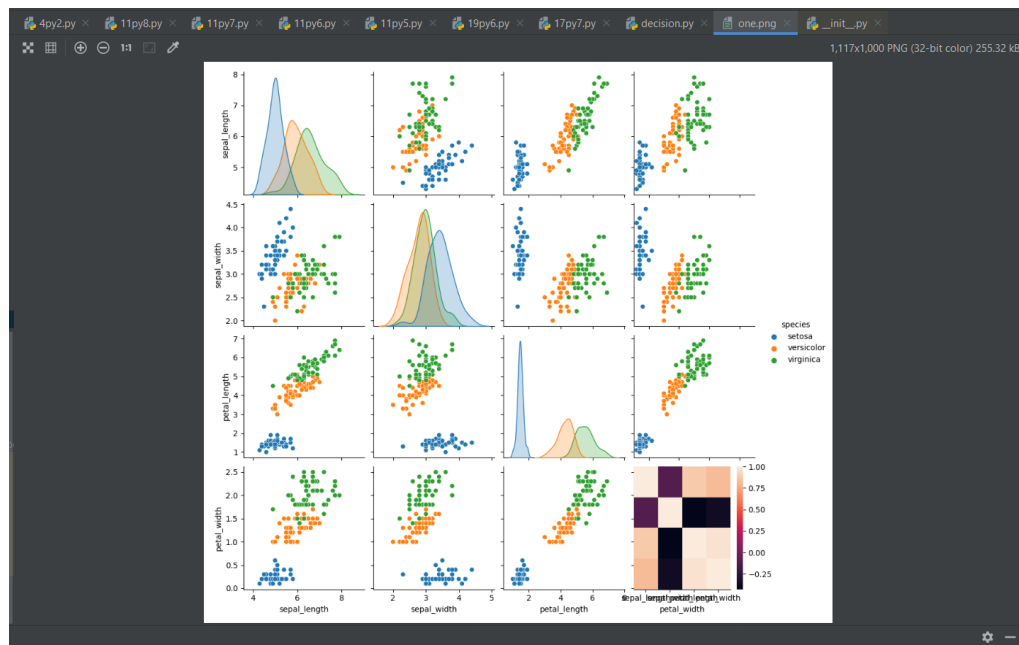 4py2.py 11py8.py 11py7.py 11py6.py 11py5.py 19py6.py 17py7.py decision.py one.png __init__.py
1:1 1,117x1,000 PNG (32-bit color) 255.32 kB
8
7
6
5
sepal_length
4.5
4.0
3.5
3.0
2.5
2.0
sepal_width
species
setosa
versicolor
virginica
7
6
5
4
3
2
1
petal_length
2.5
2.0
1.5
1.0
0.5
0.0
petal_width
1.00
0.75
0.50
0.25
0.00
−0.25
4 6 8
2 3 4 5
2 4 6
sepal_length sepal_width petal_length petal_width
sepal_length sepal_width petal_length petal_width